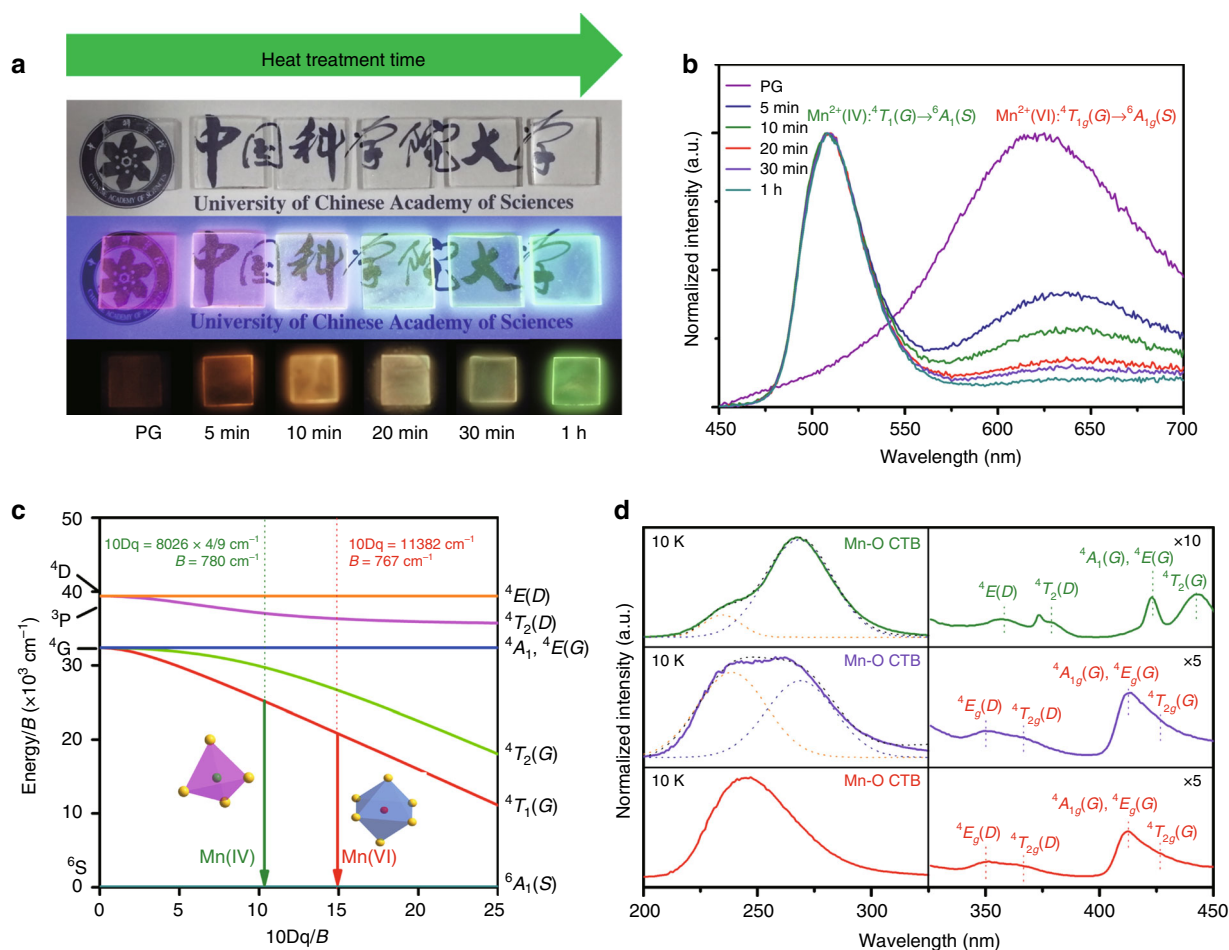 a
Heat treatment time
中国科学院大学
University of Chinese Academy of Sciences
中国科学院大学
University of Chinese Academy of Sciences
PG 5 min 10 min 20 min 30 min 1 h
b
PG
5 min
10 min
20 min
30 min
1 h
Mn²⁺(IV):⁴T₁(G)→⁶A₁(S)
Mn²⁺(VI):⁴T₁g(G)→⁶A₁g(S)
Normalized intensity (a.u.)
450 500 550 600 650 700
Wavelength (nm)
c
50
40
30
20
10
0
Energy/B (×10³ cm⁻¹)
10Dq = 8026 × 4/9 cm⁻¹
B = 780 cm⁻¹
10Dq = 11382 cm⁻¹
B = 767 cm⁻¹
⁴D
³P
⁴G
⁶S
⁴E(D)
⁴T₂(D)
⁴A₁, ⁴E(G)
⁴T₂(G)
⁴T₁(G)
⁶A₁(S)
Mn(IV)
Mn(VI)
0 5 10 15 20 25
10Dq/B
d
Normalized intensity (a.u.)
10 K Mn-O CTB
×10
⁴E(D) ⁴T₂(D) ⁴A₁(G), ⁴E(G) ⁴T₂(G)
10 K Mn-O CTB
×5
⁴Eg(D) ⁴T₂g(D) ⁴A₁g(G), ⁴Eg(G) ⁴T₂g(G)
10 K Mn-O CTB
×5
⁴Eg(D) ⁴T₂g(D) ⁴A₁g(G), ⁴Eg(G) ⁴T₂g(G)
200 250 300 350 400 450
Wavelength (nm)